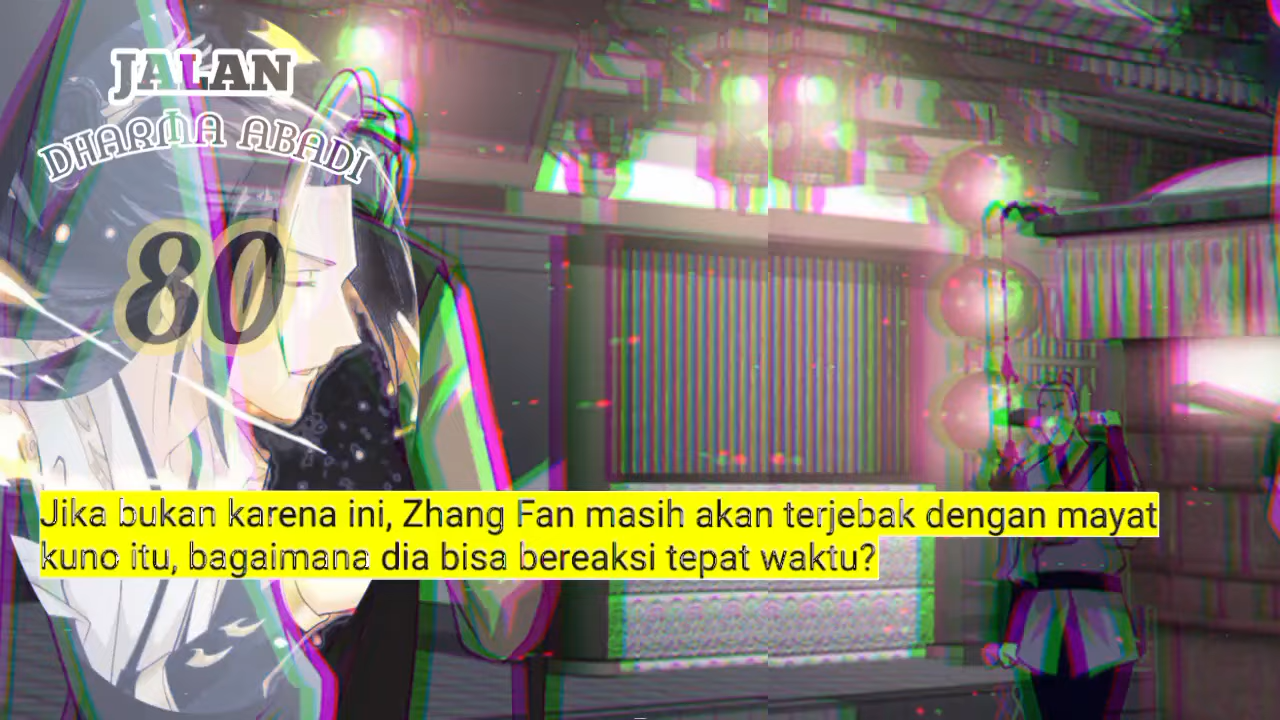 JALAN
DHARMA ABADI
80
Jika bukan karena ini, Zhang Fan masih akan terjebak dengan mayat
kuno itu, bagaimana dia bisa bereaksi tepat waktu?